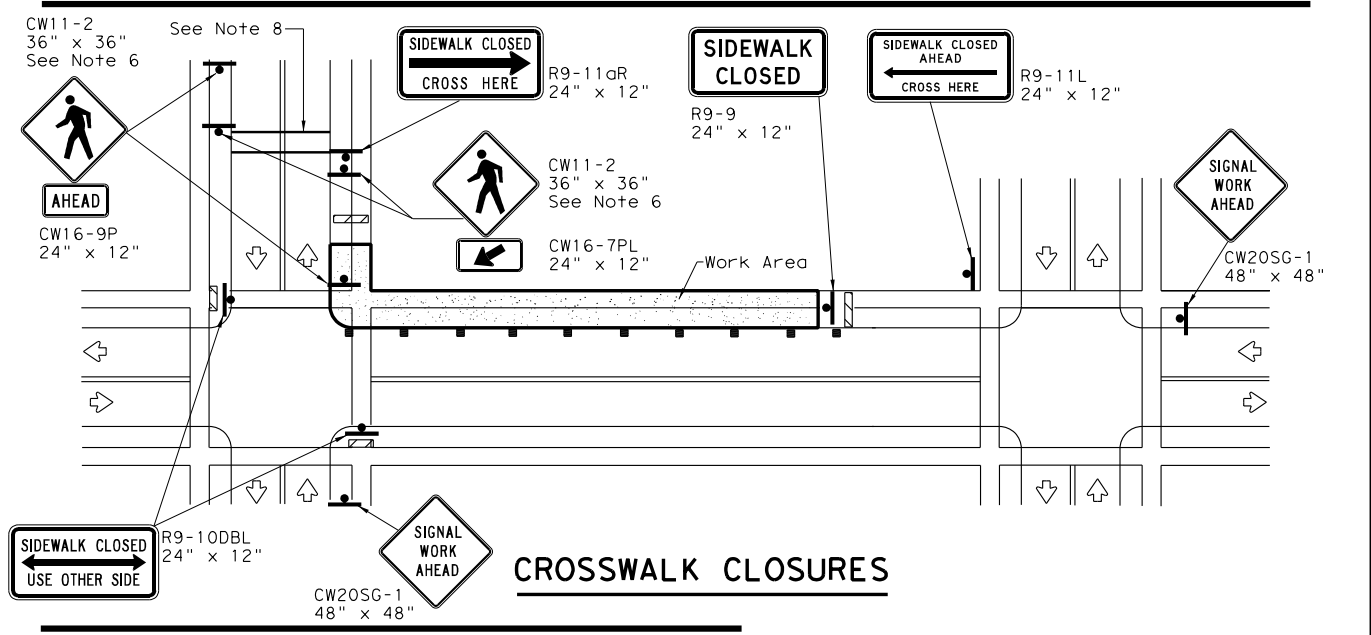 CW11-2
36" x 36"
See Note 6
See Note 8
SIDEWALK CLOSED
CROSS HERE
R9-11aR
24" x 12"
SIDEWALK
CLOSED
R9-9
24" x 12"
SIDEWALK CLOSED
AHEAD
CROSS HERE
R9-11L
24" x 12"
AHEAD
CW16-9P
24" x 12"
CW11-2
36" x 36"
See Note 6
CW16-7PL
24" x 12"
Work Area
SIGNAL
WORK
AHEAD
CW20SG-1
48" x 48"
SIDEWALK CLOSED
USE OTHER SIDE
R9-10DBL
24" x 12"
SIGNAL
WORK
AHEAD
CW20SG-1
48" x 48"
CROSSWALK CLOSURES